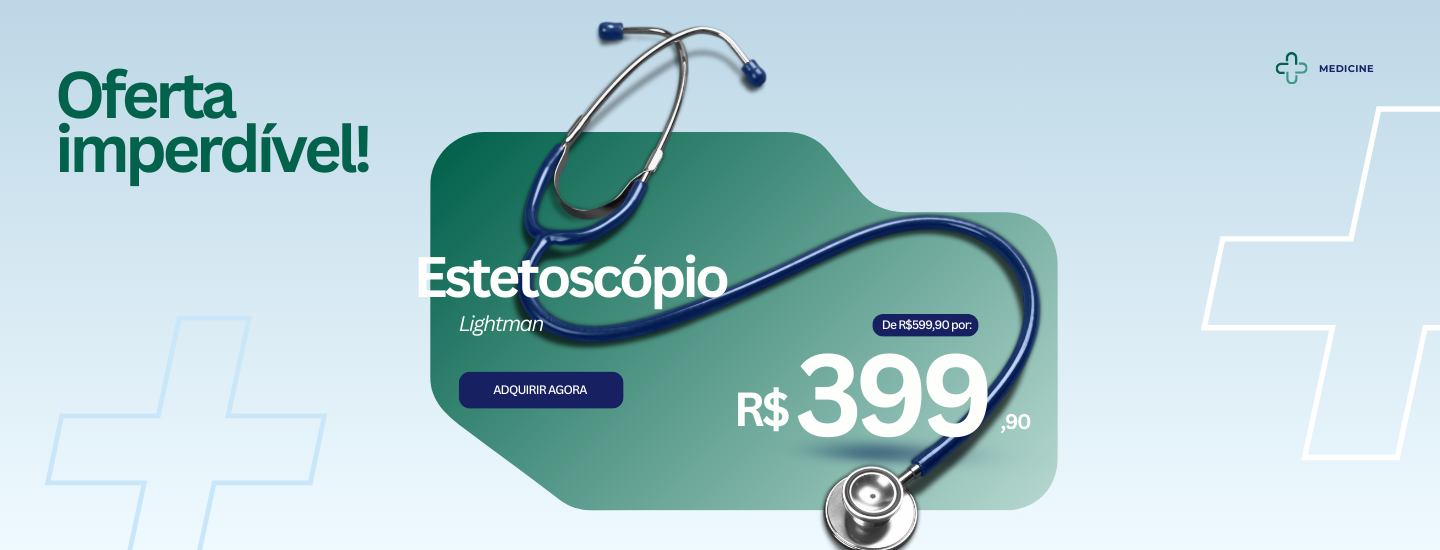 Oferta
imperdível!
MEDICINE
Estetoscópio
Lightman
ADQUIRIR AGORA
De R$599,90 por:
R$ 399,90